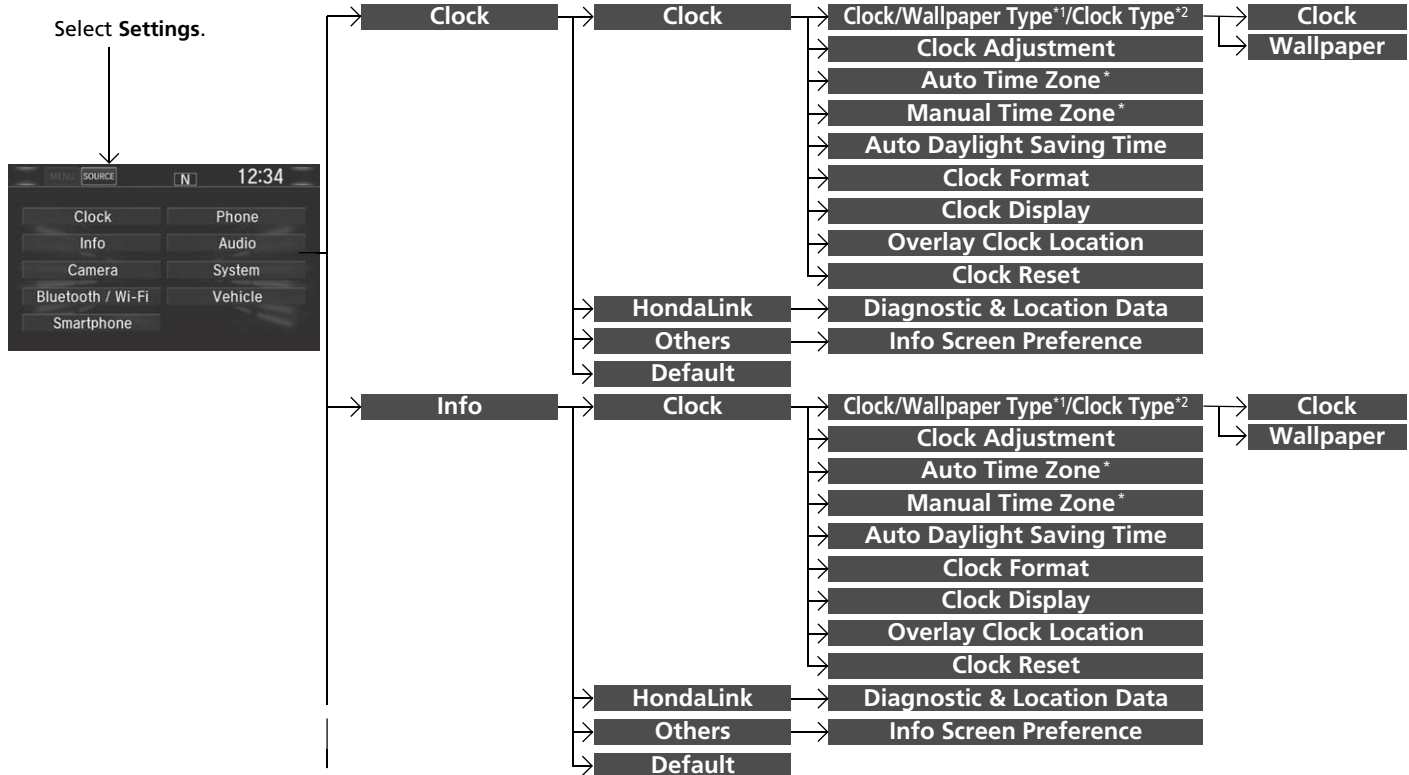 Select Settings.
MENU SOURCE N 12:34
Clock Phone
Info Audio
Camera System
Bluetooth / Wi-Fi Vehicle
Smartphone
Clock
Clock
Clock/Wallpaper Type*1/Clock Type*2
Clock
Wallpaper
Clock Adjustment
Auto Time Zone*
Manual Time Zone*
Auto Daylight Saving Time
Clock Format
Clock Display
Overlay Clock Location
Clock Reset
HondaLink
Diagnostic & Location Data
Others
Info Screen Preference
Default
Info
Clock
Clock/Wallpaper Type*1/Clock Type*2
Clock
Wallpaper
Clock Adjustment
Auto Time Zone*
Manual Time Zone*
Auto Daylight Saving Time
Clock Format
Clock Display
Overlay Clock Location
Clock Reset
HondaLink
Diagnostic & Location Data
Others
Info Screen Preference
Default